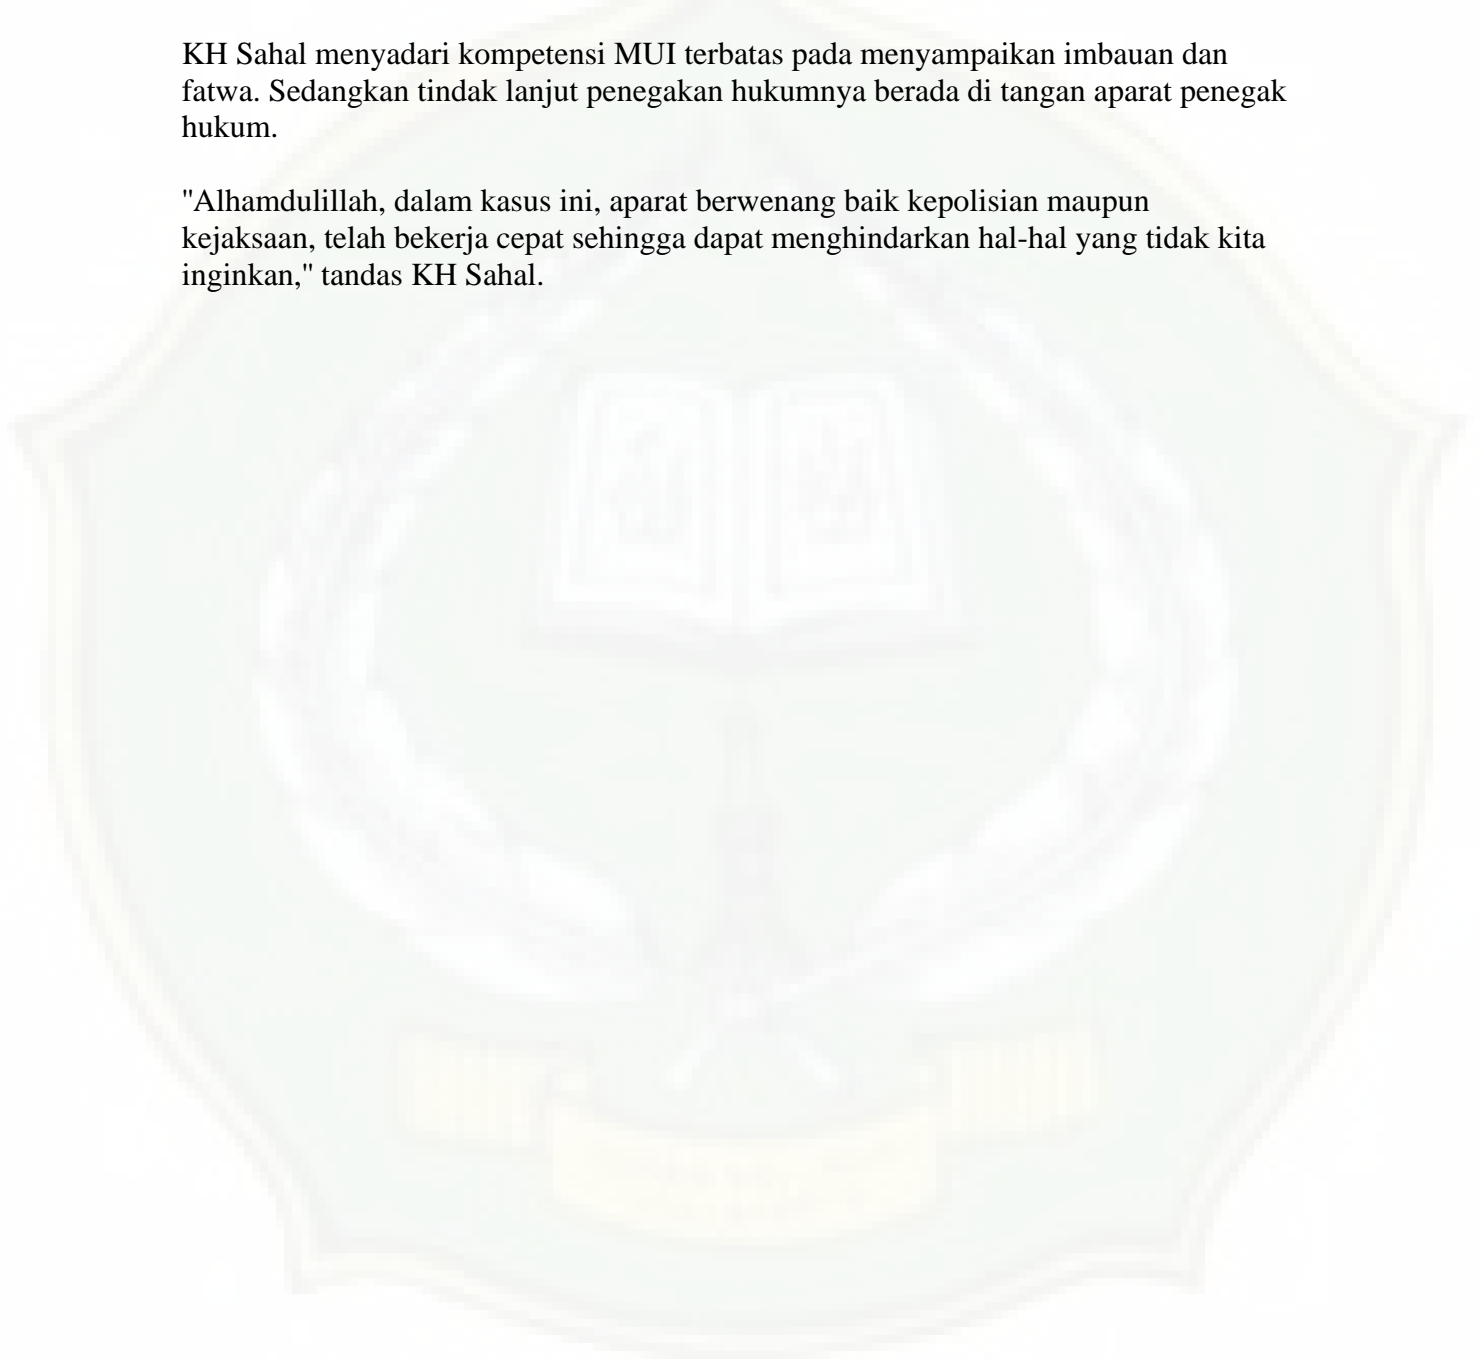 KH Sahal menyadari kompetensi MUI terbatas pada menyampaikan imbauan dan
fatwa. Sedangkan tindak lanjut penegakan hukumnya berada di tangan aparat penegak
hukum.
"Alhamdulillah, dalam kasus ini, aparat berwenang baik kepolisian maupun
kejaksaan, telah bekerja cepat sehingga dapat menghindarkan hal-hal yang tidak kita
inginkan," tandas KH Sahal.